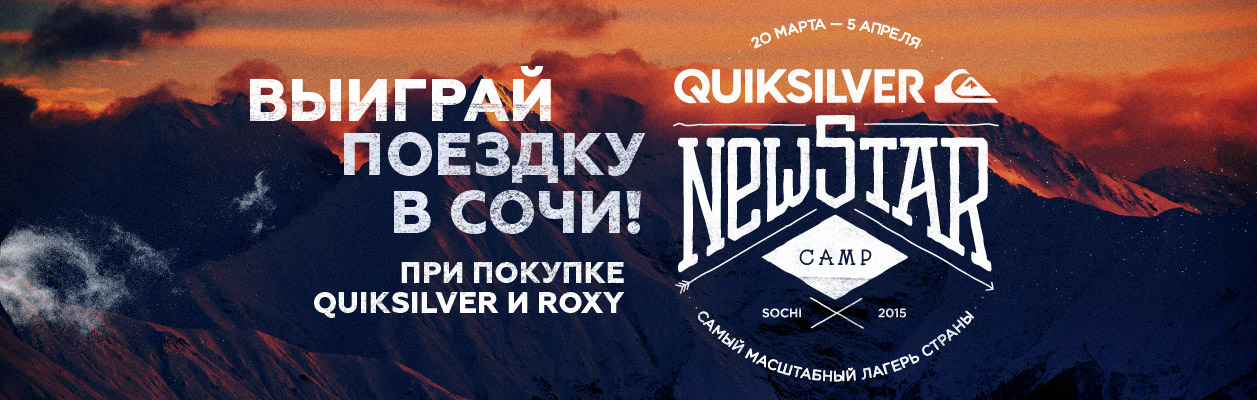 ВЫИГРАЙ
ПОЕЗДКУ
В СОЧИ!
ПРИ ПОКУПКЕ
QUIKSILVER И ROXY
20 МАРТА — 5 АПРЕЛЯ
QUIKSILVER
NEWSTAR
CAMP
SOCHI 2015
САМЫЙ МАСШТАБНЫЙ ЛАГЕРЬ СТРАНЫ